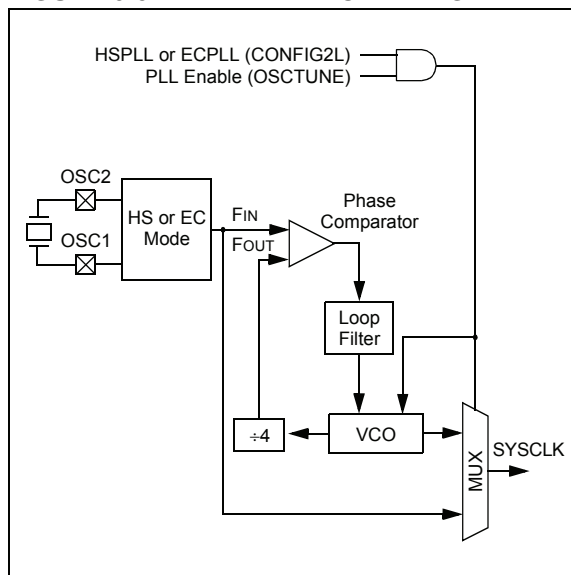 HSPLL or ECPLL (CONFIG2L)
PLL Enable (OSCTUNE)
OSC2
OSC1
HS or EC
Mode
FIN
FOUT
Phase
Comparator
Loop
Filter
÷4
VCO
MUX
SYSCLK